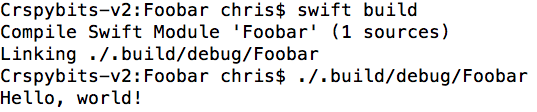 Crspybits-v2:Foobar chris$ swift build
Compile Swift Module 'Foobar' (1 sources)
Linking ./.build/debug/Foobar
Crspybits-v2:Foobar chris$ ./.build/debug/Foobar
Hello, world!